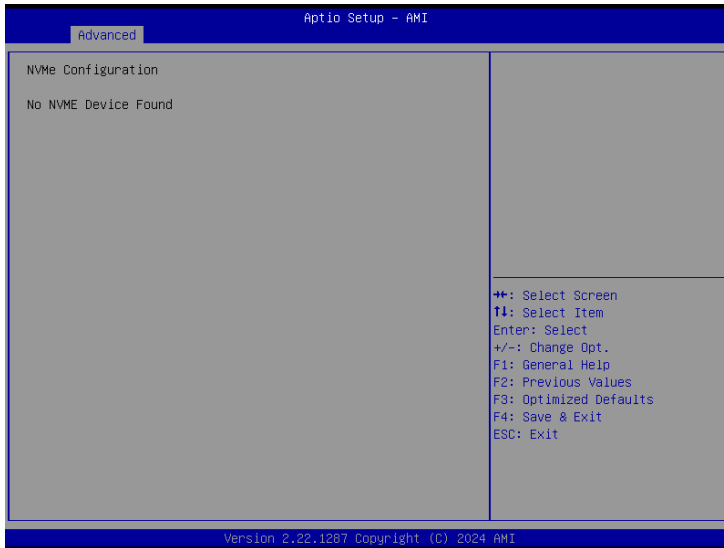 Aptio Setup – AMI
Advanced
NVMe Configuration
No NVME Device Found
→←: Select Screen
↑↓: Select Item
Enter: Select
+/-: Change Opt.
F1: General Help
F2: Previous Values
F3: Optimized Defaults
F4: Save & Exit
ESC: Exit
Version 2.22.1287 Copyright (C) 2024 AMI